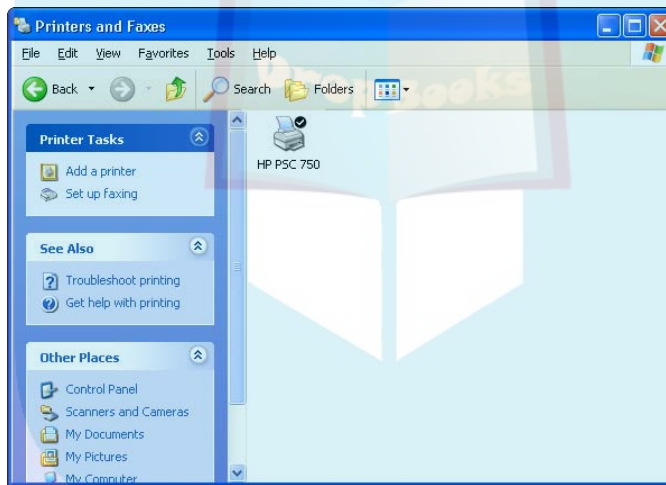 Printers and Faxes
File Edit View Favorites Tools Help
Back Search Folders
DropBooks
Printer Tasks
Add a printer
Set up faxing
See Also
Troubleshoot printing
Get help with printing
Other Places
Control Panel
Scanners and Cameras
My Documents
My Pictures
My Computer
HP PSC 750